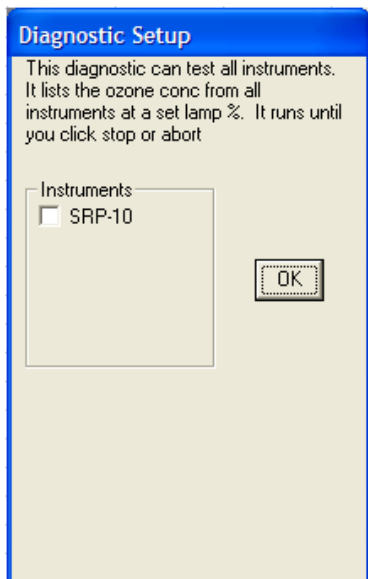 Diagnostic Setup
This diagnostic can test all instruments.
It lists the ozone conc from all
instruments at a set lamp %. It runs until
you click stop or abort
Instruments
SRP-10
OK